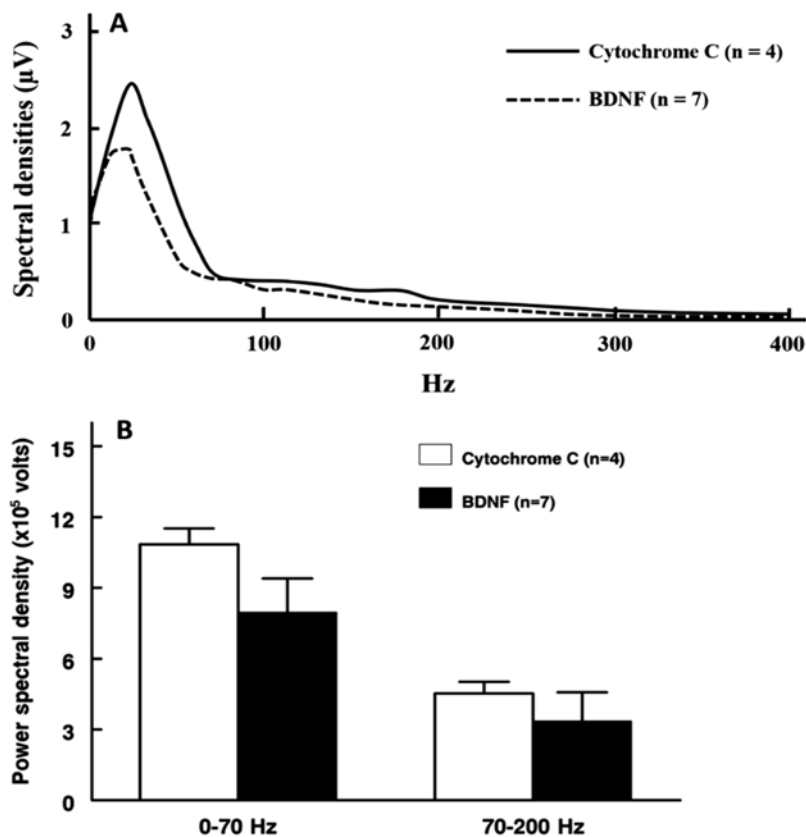 A
3
2
1
0
Spectral densities (µV)
Cytochrome C (n = 4)
BDNF (n = 7)
0 100 200 300 400
Hz
B
15
12
9
6
3
0
Power spectral density (x10⁵ volts)
Cytochrome C (n=4)
BDNF (n=7)
0-70 Hz 70-200 Hz